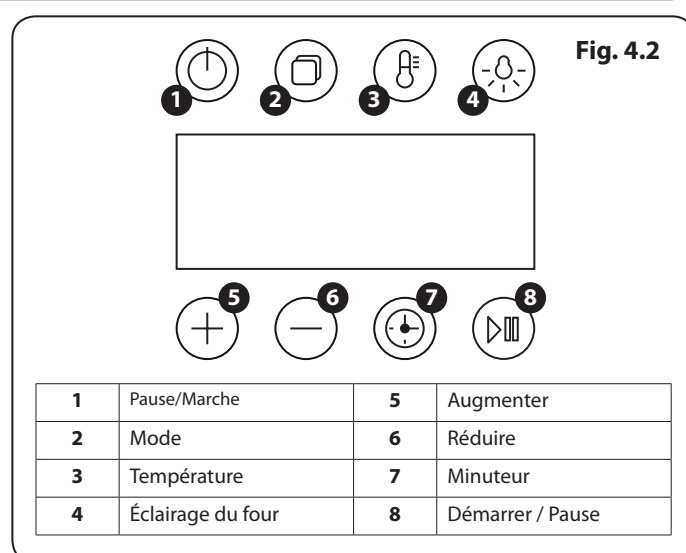 Fig. 4.2
1 2 3 4
5 6 7 8
1 Pause/Marche 5 Augmenter
2 Mode 6 Réduire
3 Température 7 Minuteur
4 Éclairage du four 8 Démarrer / Pause